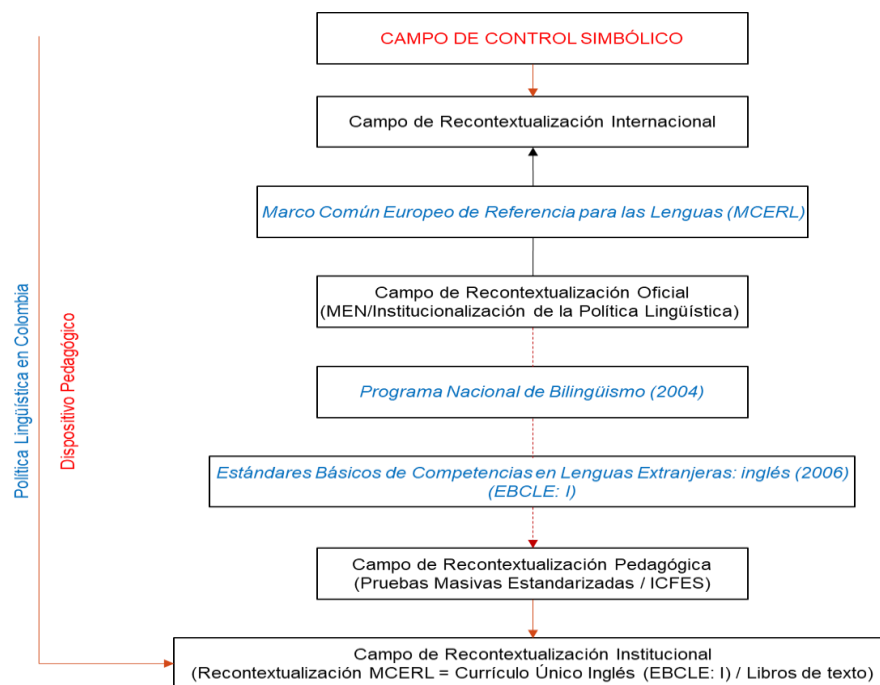 CAMPO DE CONTROL SIMBÓLICO
Campo de Recontextualización Internacional
Marco Común Europeo de Referencia para las Lenguas (MCERL)
Campo de Recontextualización Oficial
(MEN/Institucionalización de la Política Lingüística)
Programa Nacional de Bilingüismo (2004)
Estándares Básicos de Competencias en Lenguas Extranjeras: inglés (2006)
(EBCLE: I)
Campo de Recontextualización Pedagógica
(Pruebas Masivas Estandarizadas / ICFES)
Campo de Recontextualización Institucional
(Recontextualización MCERL = Currículo Único Inglés (EBCLE: I) / Libros de texto)
Política Lingüística en Colombia
Dispositivo Pedagógico